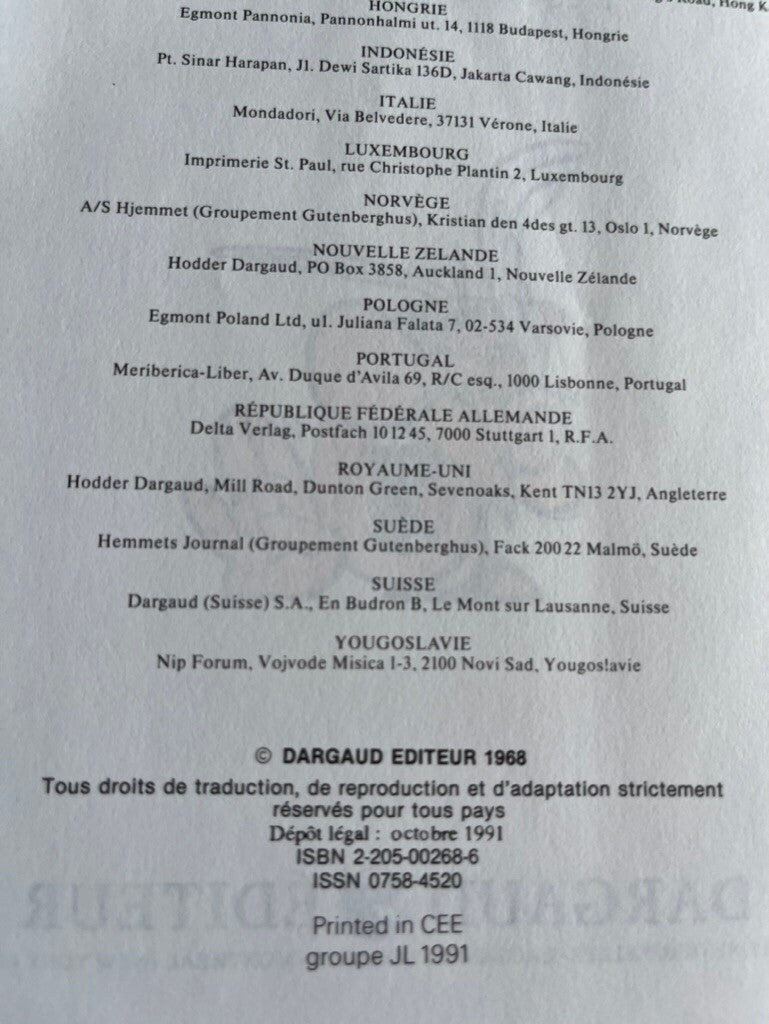 Road, Hong K
HONGRIE
Egmont Pannonia, Pannonhalmi ut. 14, 1118 Budapest, Hongrie
INDONÉSIE
Pt. Sinar Harapan, Jl. Dewi Sartika 136D, Jakarta Cawang, Indonésie
ITALIE
Mondadori, Via Belvedere, 37131 Vérone, Italie
LUXEMBOURG
Imprimerie St. Paul, rue Christophe Plantin 2, Luxembourg
NORVÈGE
A/S Hjemmet (Groupement Gutenberghus), Kristian den 4des gt. 13, Oslo 1, Norvège
NOUVELLE ZELANDE
Hodder Dargaud, PO Box 3858, Auckland 1, Nouvelle Zélande
POLOGNE
Egmont Poland Ltd, ul. Juliana Falata 7, 02-534 Varsovie, Pologne
PORTUGAL
Meriberica-Liber, Av. Duque d'Avila 69, R/C esq., 1000 Lisbonne, Portugal
RÉPUBLIQUE FÉDÉRALE ALLEMANDE
Delta Verlag, Postfach 10 12 45, 7000 Stuttgart 1, R.F.A.
ROYAUME-UNI
Hodder Dargaud, Mill Road, Dunton Green, Sevenoaks, Kent TN13 2YJ, Angleterre
SUÈDE
Hemmets Journal (Groupement Gutenberghus), Fack 200 22 Malmö, Suède
SUISSE
Dargaud (Suisse) S.A., En Budron B, Le Mont sur Lausanne, Suisse
YOUGOSLAVIE
Nip Forum, Vojvode Misica 1-3, 2100 Novi Sad, Yougoslavie
© DARGAUD EDITEUR 1968
Tous droits de traduction, de reproduction et d'adaptation strictement
réservés pour tous pays
Dépôt légal : octobre 1991
ISBN 2-205-00268-6
ISSN 0758-4520
DARGAUD EDITEUR
Printed in CEE
groupe JL 1991